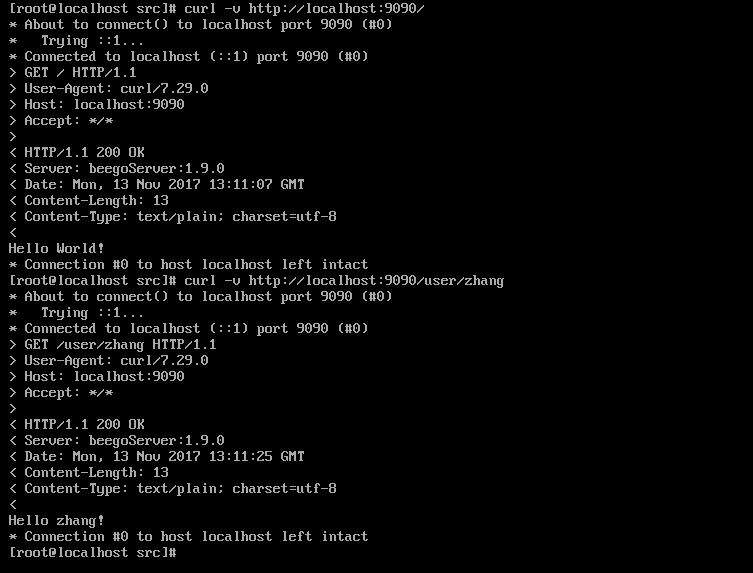 [root@localhost src]# curl -v http://localhost:9090/
* About to connect() to localhost port 9090 (#0)
*   Trying ::1...
* Connected to localhost (::1) port 9090 (#0)
> GET / HTTP/1.1
> User-Agent: curl/7.29.0
> Host: localhost:9090
> Accept: */*
>
< HTTP/1.1 200 OK
< Server: beegoServer:1.9.0
< Date: Mon, 13 Nov 2017 13:11:07 GMT
< Content-Length: 13
< Content-Type: text/plain; charset=utf-8
<
Hello World!
* Connection #0 to host localhost left intact
[root@localhost src]# curl -v http://localhost:9090/user/zhang
* About to connect() to localhost port 9090 (#0)
*   Trying ::1...
* Connected to localhost (::1) port 9090 (#0)
> GET /user/zhang HTTP/1.1
> User-Agent: curl/7.29.0
> Host: localhost:9090
> Accept: */*
>
< HTTP/1.1 200 OK
< Server: beegoServer:1.9.0
< Date: Mon, 13 Nov 2017 13:11:25 GMT
< Content-Length: 13
< Content-Type: text/plain; charset=utf-8
<
Hello zhang!
* Connection #0 to host localhost left intact
[root@localhost src]#